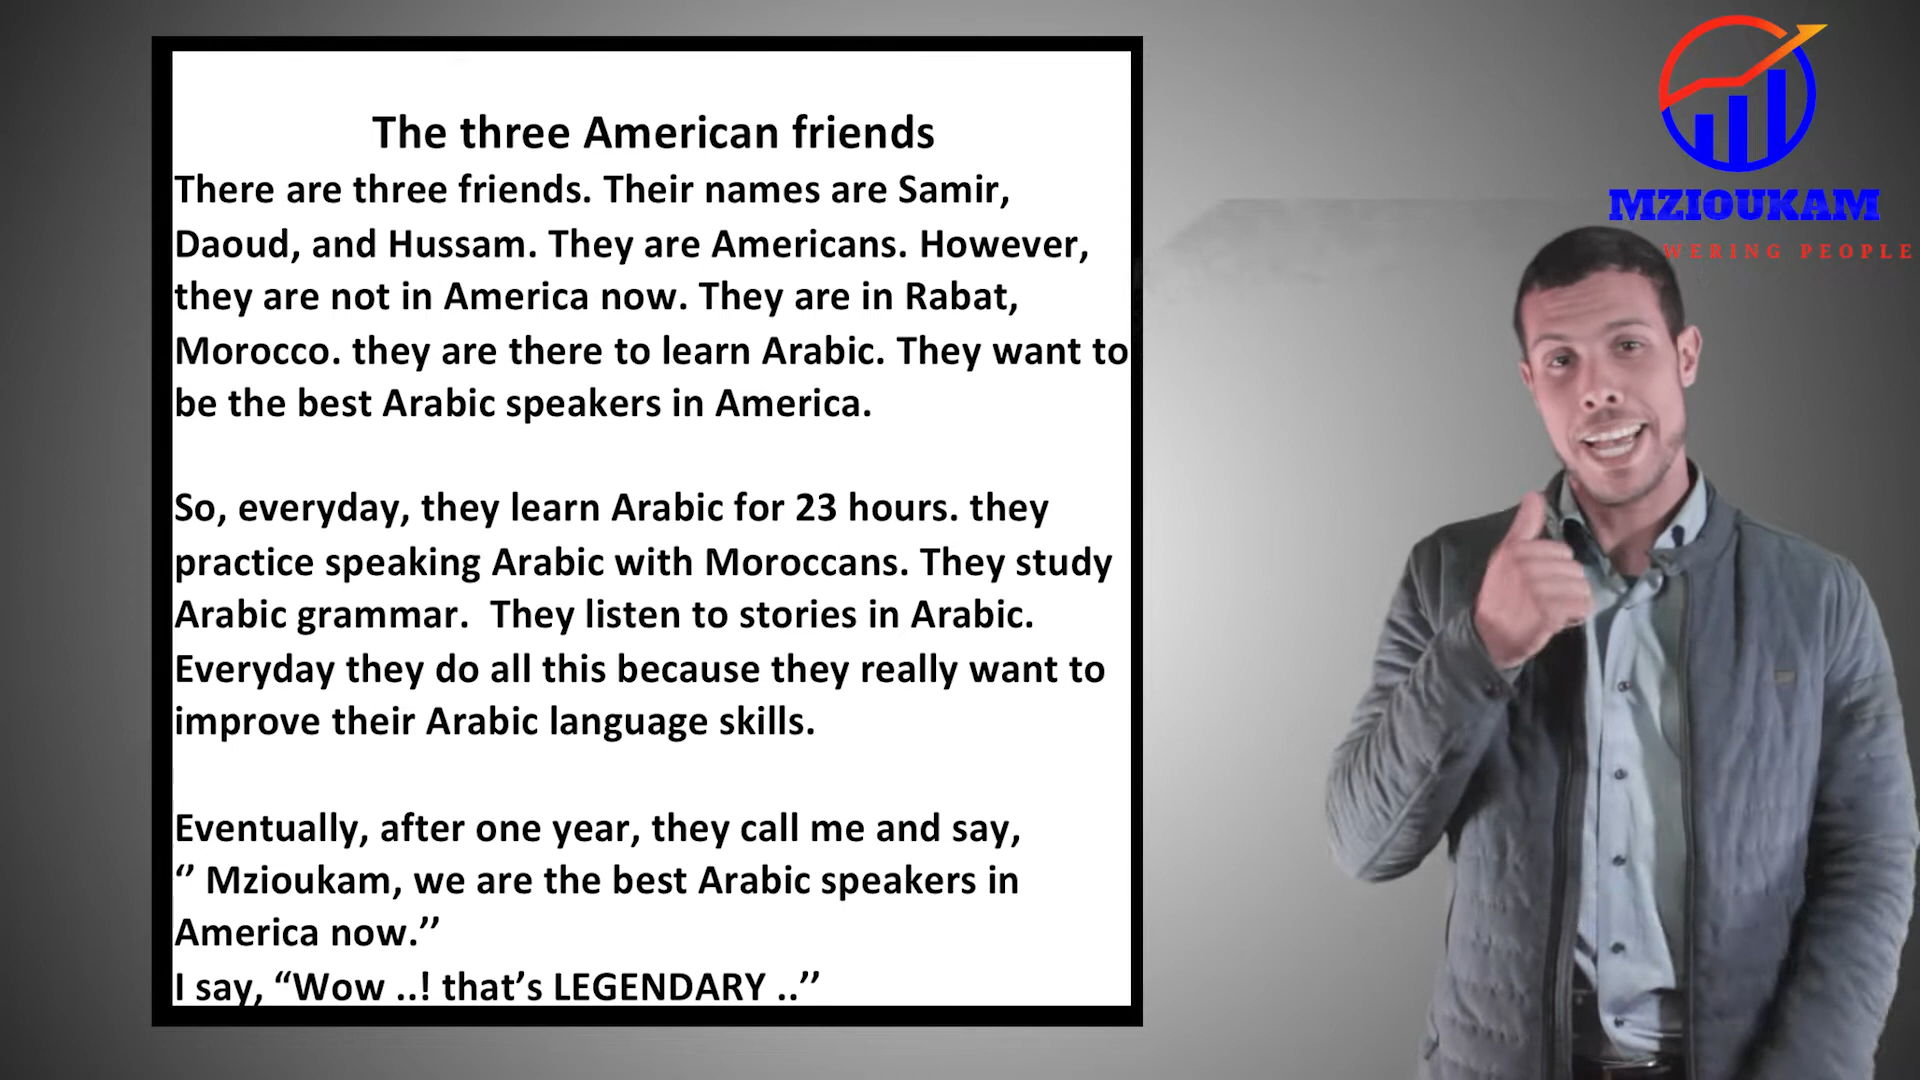 The three American friends
There are three friends. Their names are Samir,
Daoud, and Hussam. They are Americans. However,
they are not in America now. They are in Rabat,
Morocco. they are there to learn Arabic. They want to
be the best Arabic speakers in America.
So, everyday, they learn Arabic for 23 hours. they
practice speaking Arabic with Moroccans. They study
Arabic grammar.  They listen to stories in Arabic.
Everyday they do all this because they really want to
improve their Arabic language skills.
Eventually, after one year, they call me and say,
‘’ Mzioukam, we are the best Arabic speakers in
America now.’’
I say, “Wow ..! that’s LEGENDARY ..’’
MZIOUKAM
WERING PEOPLE